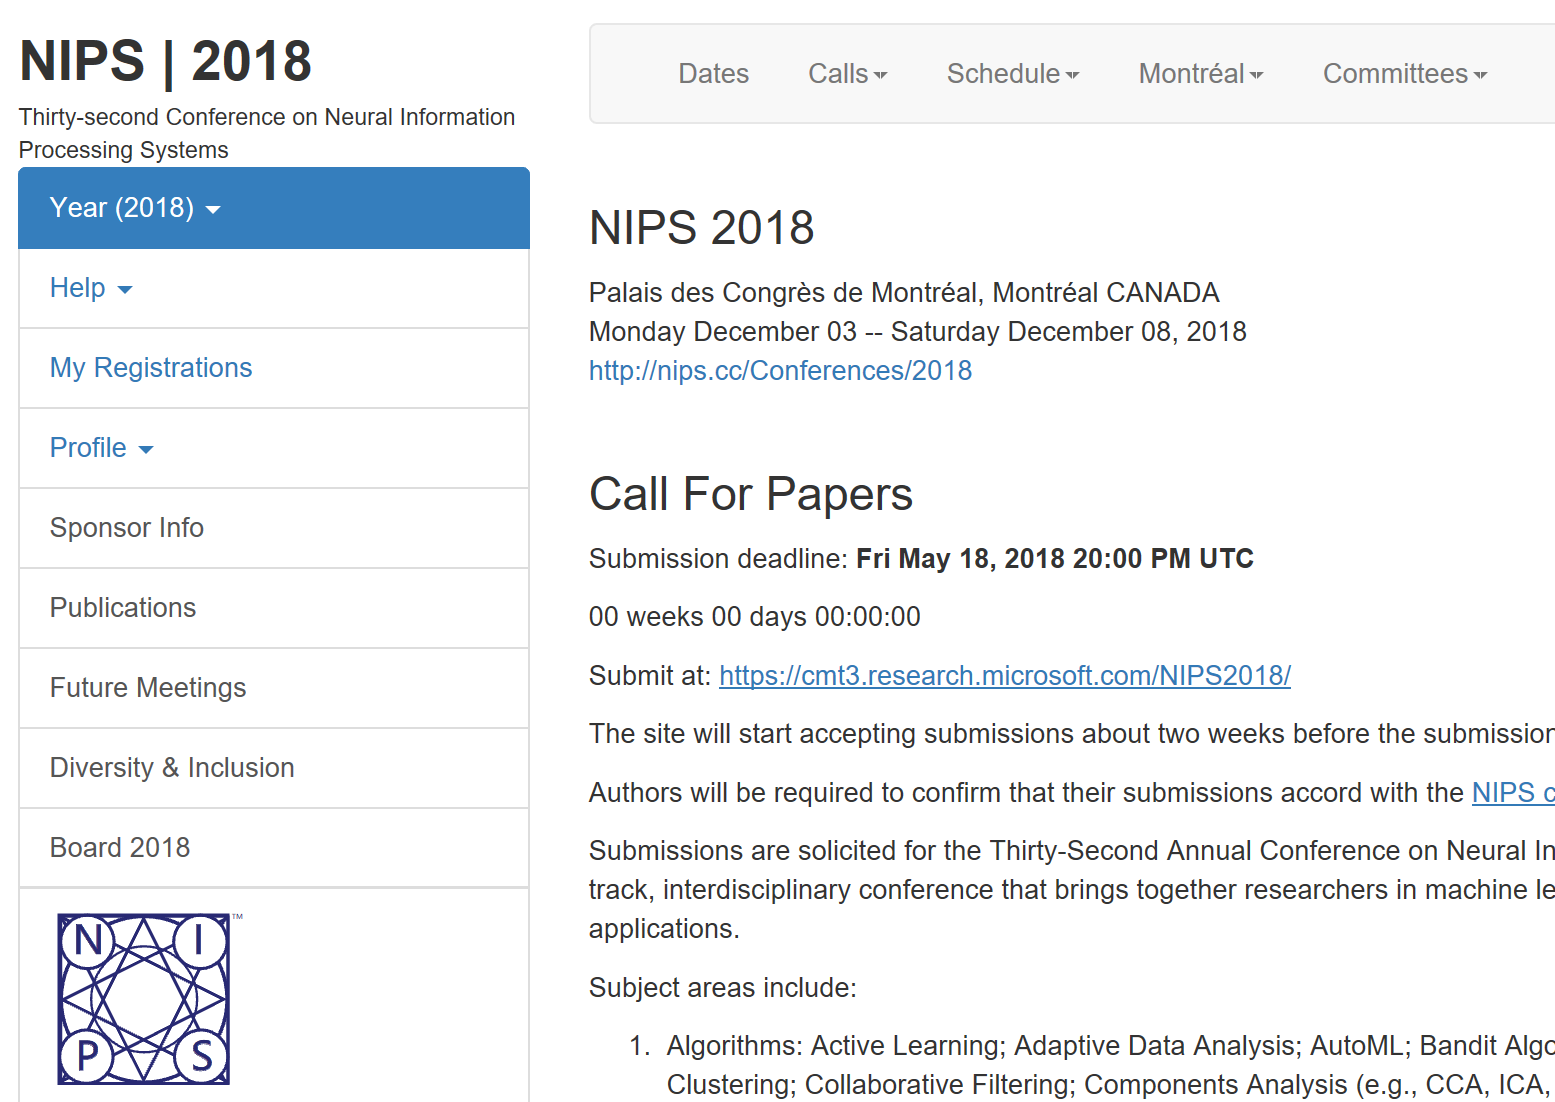 NIPS | 2018
Thirty-second Conference on Neural Information
Processing Systems
Year (2018)
Help
My Registrations
Profile
Sponsor Info
Publications
Future Meetings
Diversity & Inclusion
Board 2018
N I P S ™
Dates Calls Schedule Montréal Committees
NIPS 2018
Palais des Congrès de Montréal, Montréal CANADA
Monday December 03 -- Saturday December 08, 2018
http://nips.cc/Conferences/2018
Call For Papers
Submission deadline: Fri May 18, 2018 20:00 PM UTC
00 weeks 00 days 00:00:00
Submit at: https://cmt3.research.microsoft.com/NIPS2018/
The site will start accepting submissions about two weeks before the submission
Authors will be required to confirm that their submissions accord with the NIPS c
Submissions are solicited for the Thirty-Second Annual Conference on Neural In
track, interdisciplinary conference that brings together researchers in machine le
applications.
Subject areas include:
1. Algorithms: Active Learning; Adaptive Data Analysis; AutoML; Bandit Algo
Clustering; Collaborative Filtering; Components Analysis (e.g., CCA, ICA,